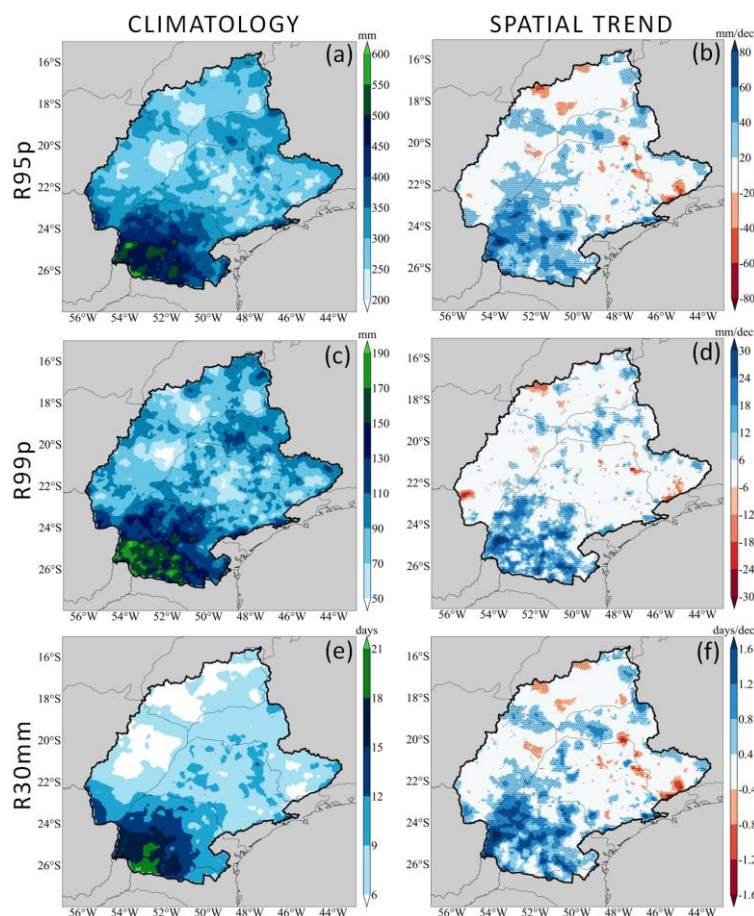 CLIMATOLOGY SPATIAL TREND
mm mm/dec
(a) (b)
R95p
16°S 18°S 20°S 22°S 24°S 26°S
600 500 450 400 350 300 250 200
16°S 18°S 20°S 22°S 24°S 26°S
80 60 40 20 -20 -40 -60 -80
56°W 54°W 52°W 50°W 48°W 46°W 44°W
56°W 54°W 52°W 50°W 48°W 46°W 44°W
mm mm/dec
(c) (d)
R99p
16°S 18°S 20°S 22°S 24°S 26°S
190 170 150 130 110 90 70 50
16°S 18°S 20°S 22°S 24°S 26°S
30 24 18 12 6 -6 -12 -18 -24 -30
56°W 54°W 52°W 50°W 48°W 46°W 44°W
56°W 54°W 52°W 50°W 48°W 46°W 44°W
days days/dec
(e) (f)
R30mm
16°S 18°S 20°S 22°S 24°S 26°S
21 18 15 12 9 6
16°S 18°S 20°S 22°S 24°S 26°S
1.6 1.2 0.8 0.4 -0.4 -0.8 -1.2 -1.6
56°W 54°W 52°W 50°W 48°W 46°W 44°W
56°W 54°W 52°W 50°W 48°W 46°W 44°W